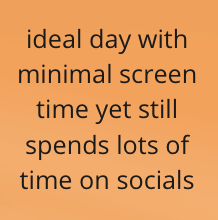 ideal day with
minimal screen
time yet still
spends lots of
time on socials